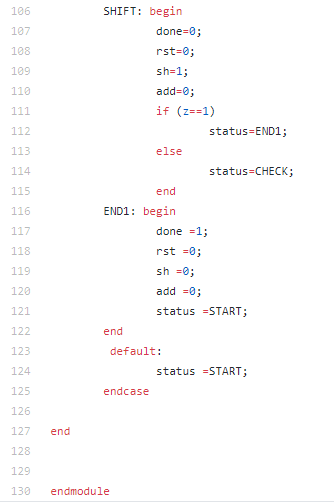 106 SHIFT: begin
107 done=0;
108 rst=0;
109 sh=1;
110 add=0;
111 if (z==1)
112 status=END1;
113 else
114 status=CHECK;
115 end
116 END1: begin
117 done =1;
118 rst =0;
119 sh =0;
120 add =0;
121 status =START;
122 end
123 default:
124 status =START;
125 endcase
126
127 end
128
129
130 endmodule